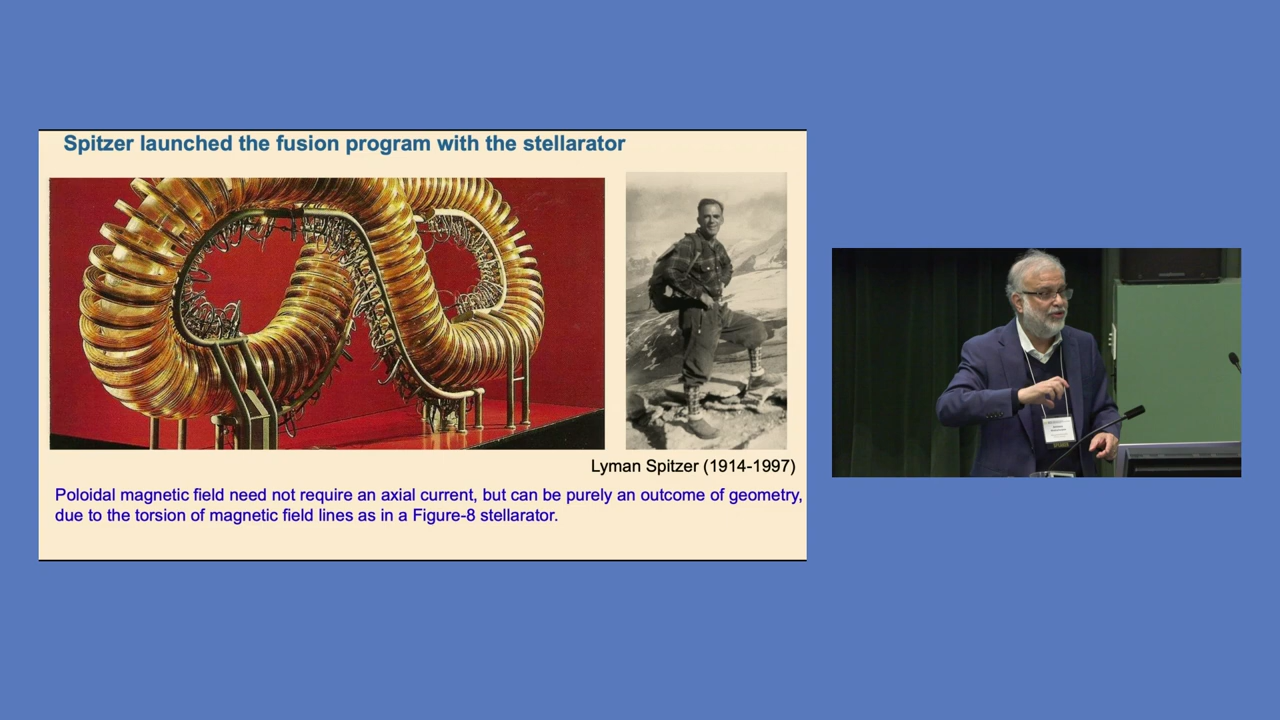 Spitzer launched the fusion program with the stellarator
Lyman Spitzer (1914-1997)
Poloidal magnetic field need not require an axial current, but can be purely an outcome of geometry,
due to the torsion of magnetic field lines as in a Figure-8 stellarator.